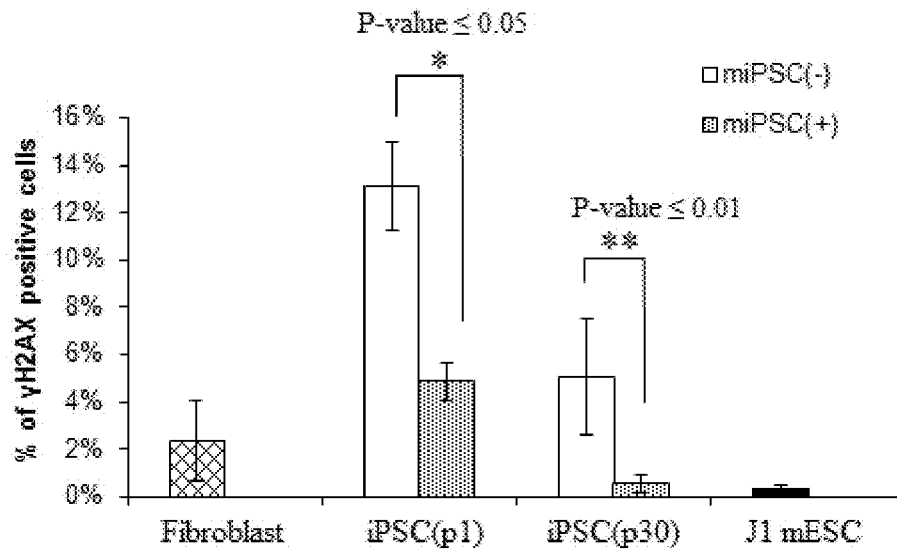 P-value ≤ 0.05
*
miPSC(-)
miPSC(+)
P-value ≤ 0.01
**
% of γH2AX positive cells
16%
14%
12%
10%
8%
6%
4%
2%
0%
Fibroblast
iPSC(p1)
iPSC(p30)
J1 mESC